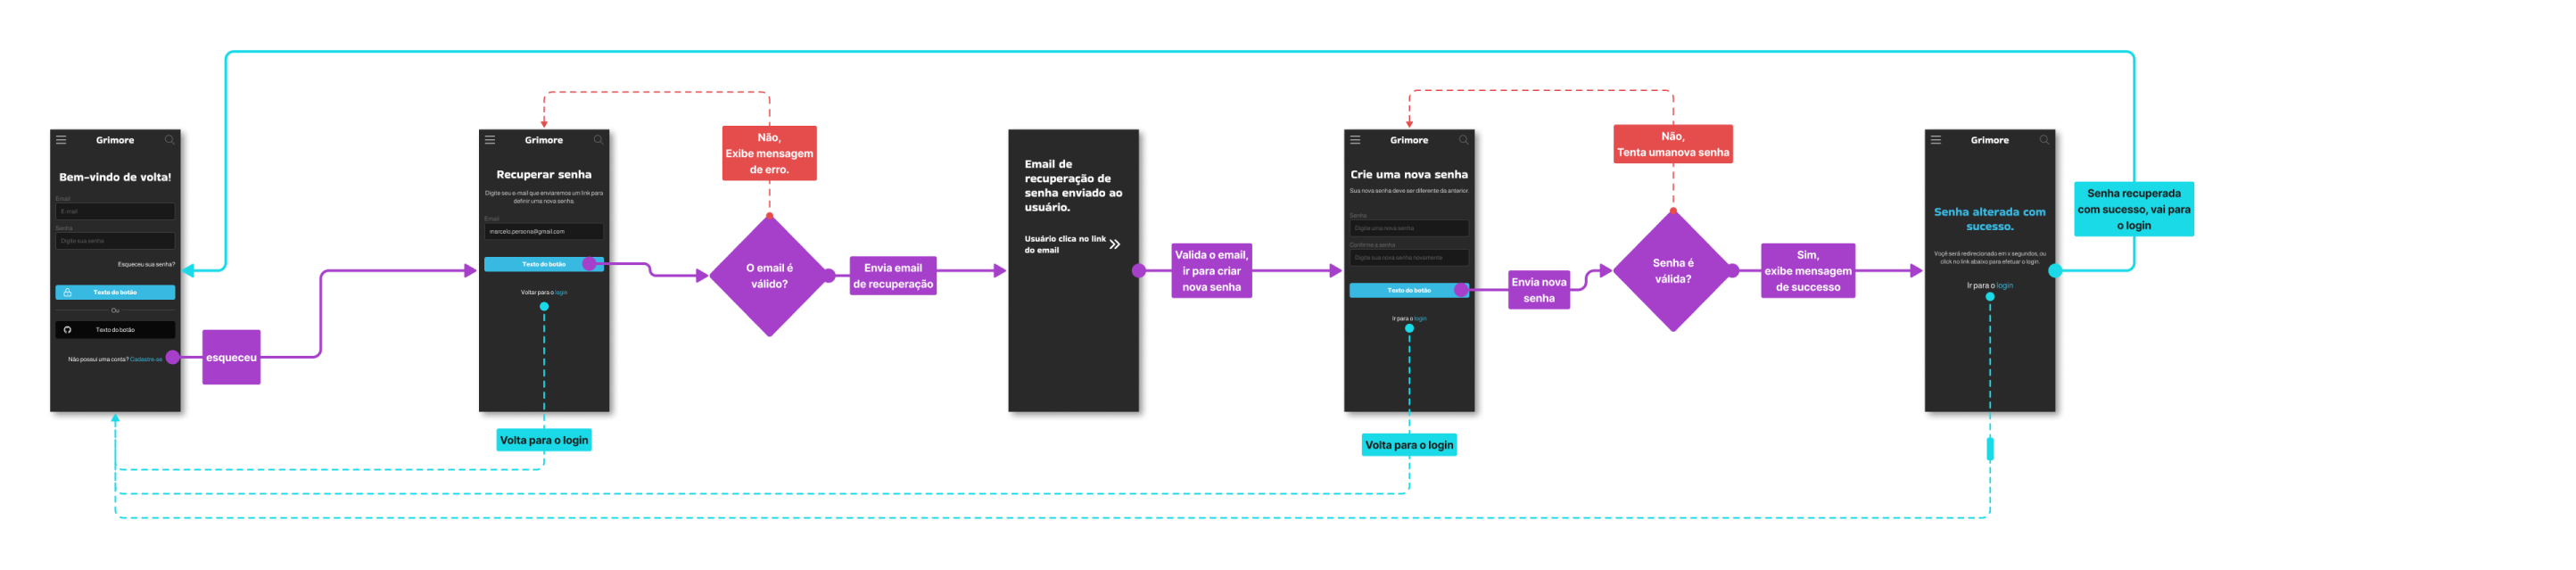 Grimore
Bem-vindo de volta!
Email
E-mail
Senha
Digite sua senha
Esqueceu sua senha?
Texto do botão
Ou
Texto do botão
Não possui uma conta? Cadastre-se
esqueceu
Grimore
Recuperar senha
Digite seu e-mail que enviaremos um link para
definir uma nova senha.
Email
marcelo.persona@gmail.com
Texto do botão
Voltar para o login
Volta para o login
Não,
Exibe mensagem
de erro.
O email é
válido?
Envia email
de recuperação
Email de
recuperação de
senha enviado ao
usuário.
Usuário clica no link
do email
Valida o email,
ir para criar
nova senha
Grimore
Crie uma nova senha
Sua nova senha deve ser diferente da anterior.
Senha
Digite uma nova senha
Confirme a senha
Digite sua nova senha novamente
Texto do botão
Ir para o login
Volta para o login
Envia nova
senha
Não,
Tenta umanova senha
Senha é
válida?
Sim,
exibe mensagem
de successo
Grimore
Senha alterada com
sucesso.
Voçê será redirecionado em x segundos, ou
click no link abaixo para efetuar o login.
Ir para o login
Senha recuperada
com sucesso, vai para
o login